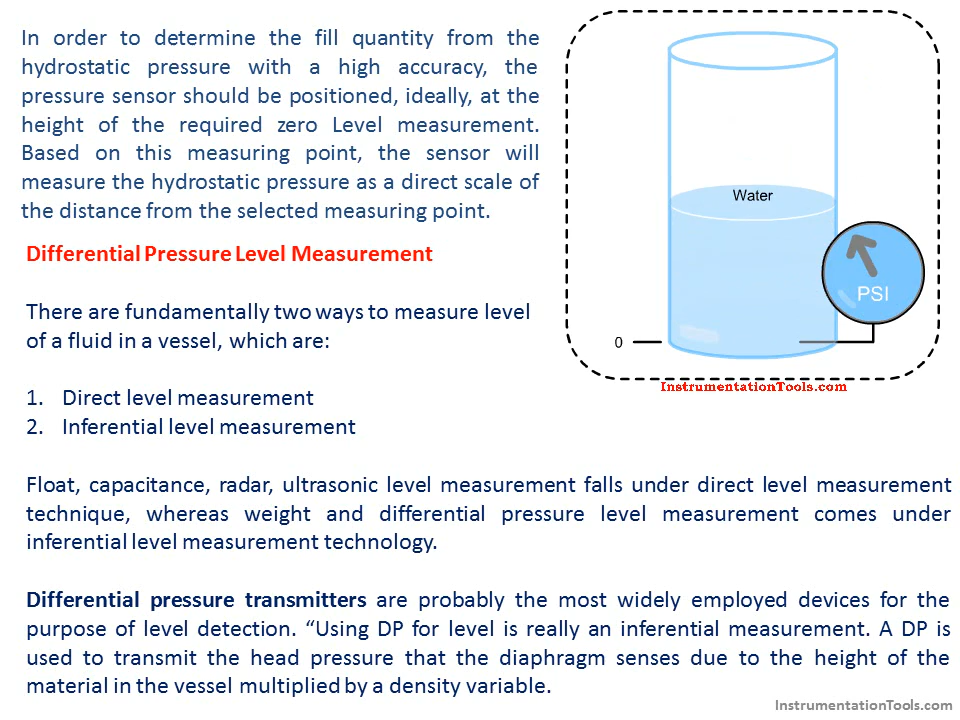 In order to determine the fill quantity from the
hydrostatic pressure with a high accuracy, the
pressure sensor should be positioned, ideally, at the
height of the required zero Level measurement.
Based on this measuring point, the sensor will
measure the hydrostatic pressure as a direct scale of
the distance from the selected measuring point.
Water
PSI
0
InstrumentationTools.com
Differential Pressure Level Measurement
There are fundamentally two ways to measure level
of a fluid in a vessel, which are:
1. Direct level measurement
2. Inferential level measurement
Float, capacitance, radar, ultrasonic level measurement falls under direct level measurement
technique, whereas weight and differential pressure level measurement comes under
inferential level measurement technology.
Differential pressure transmitters are probably the most widely employed devices for the
purpose of level detection. “Using DP for level is really an inferential measurement. A DP is
used to transmit the head pressure that the diaphragm senses due to the height of the
material in the vessel multiplied by a density variable.
InstrumentationTools.com